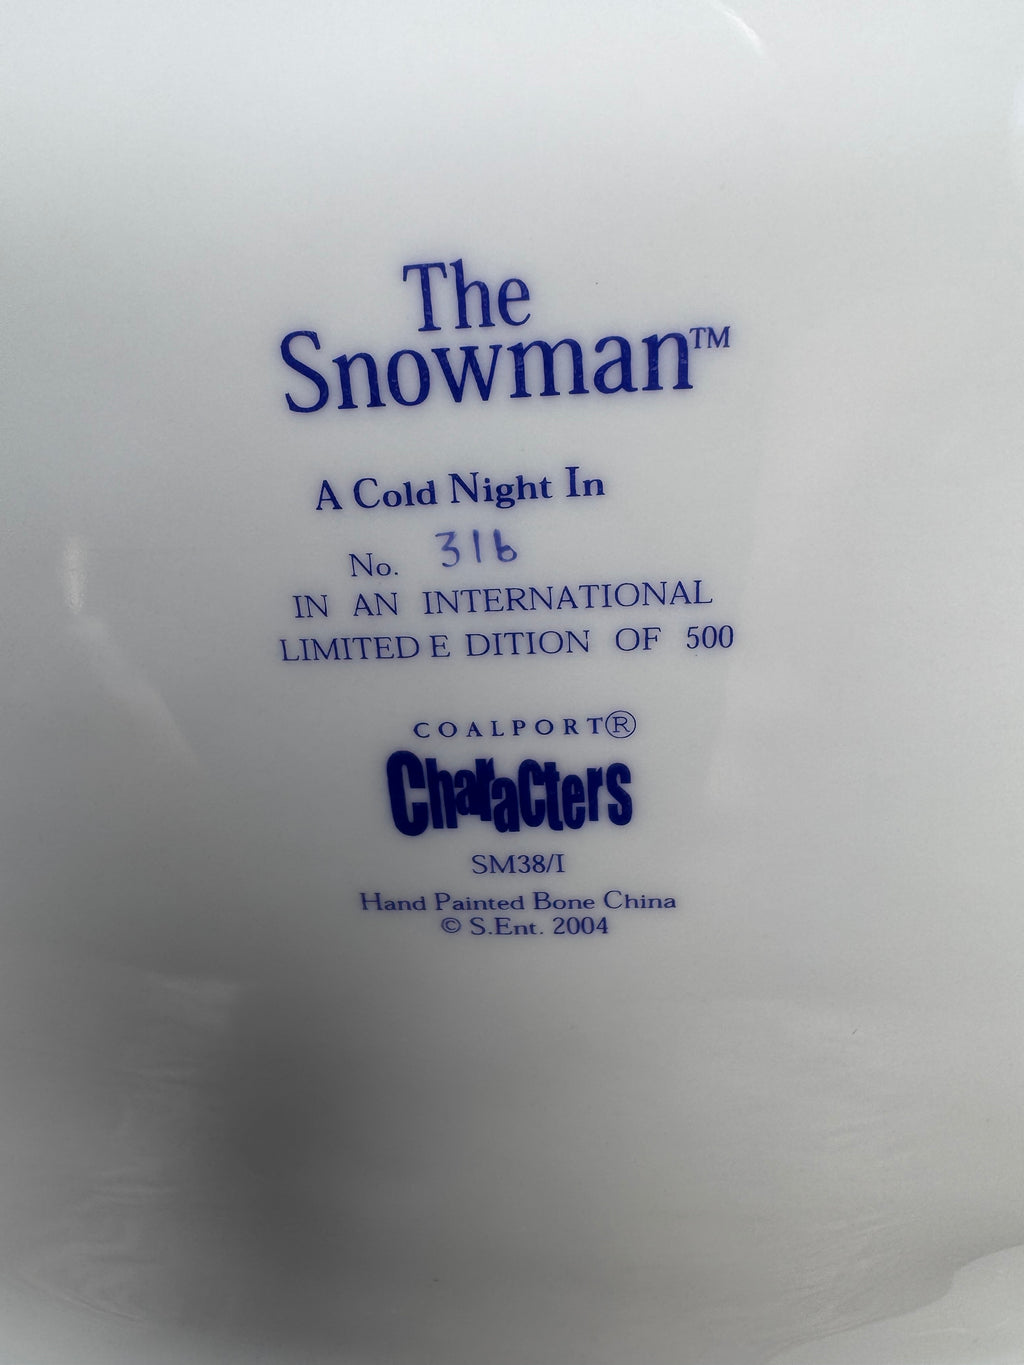 The
Snowman™
A Cold Night In
No. 316
IN AN INTERNATIONAL
LIMITED E DITION OF 500
COALPORT®
Characters
SM38/I
Hand Painted Bone China
© S.Ent. 2004